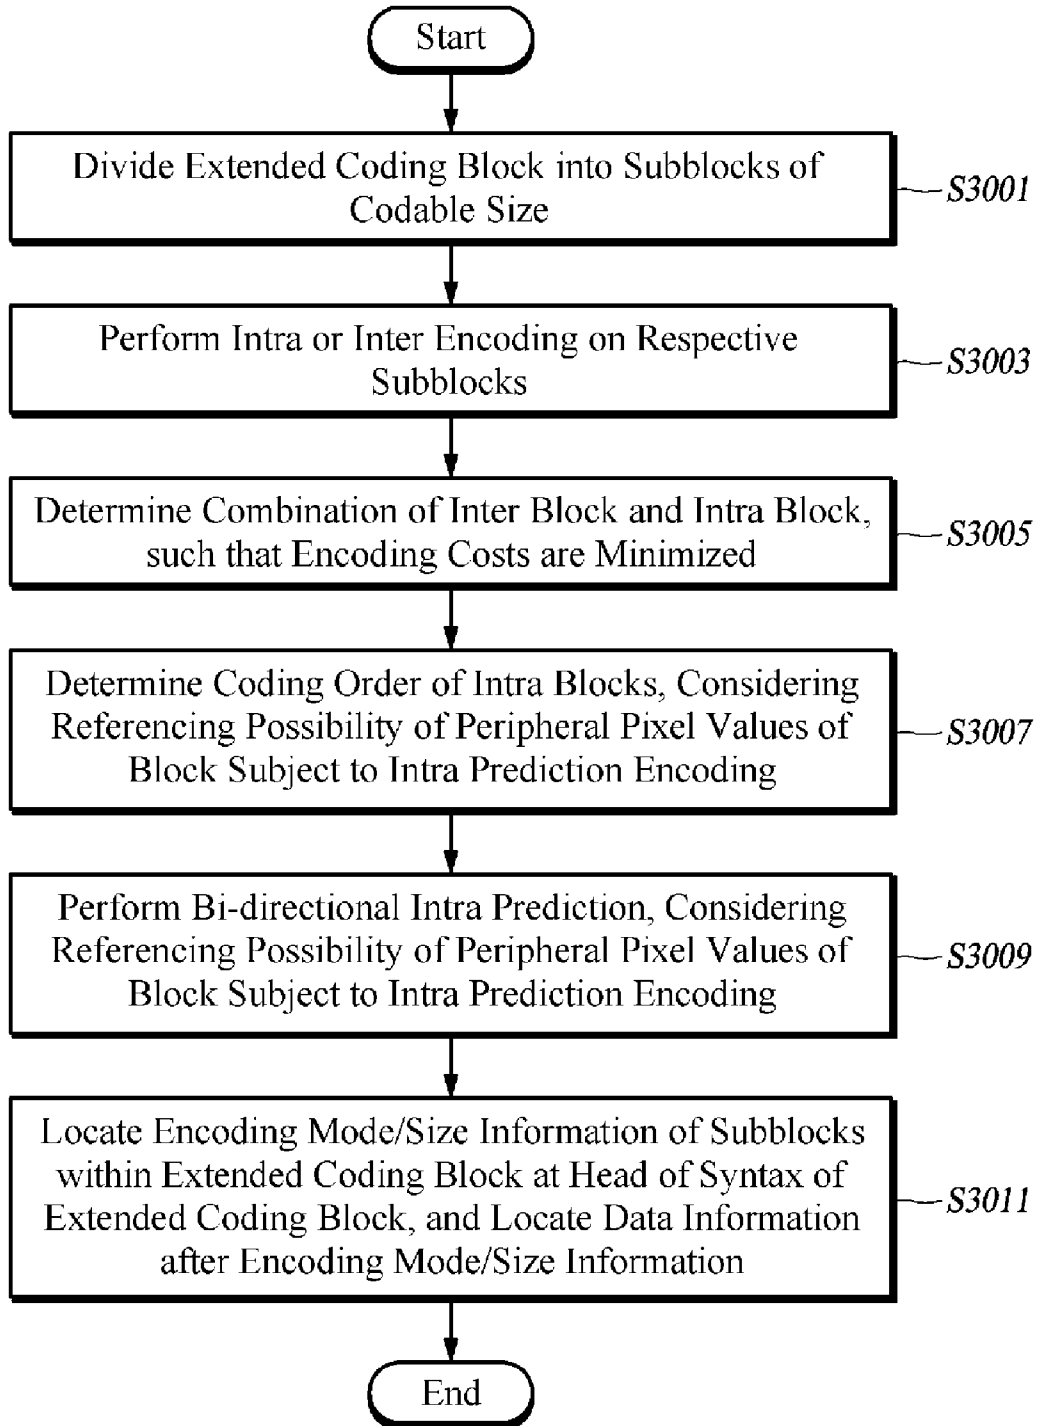 Start
Divide Extended Coding Block into Subblocks of
Codable Size
S3001
Perform Intra or Inter Encoding on Respective
Subblocks
S3003
Determine Combination of Inter Block and Intra Block,
such that Encoding Costs are Minimized
S3005
Determine Coding Order of Intra Blocks, Considering
Referencing Possibility of Peripheral Pixel Values of
Block Subject to Intra Prediction Encoding
S3007
Perform Bi-directional Intra Prediction, Considering
Referencing Possibility of Peripheral Pixel Values of
Block Subject to Intra Prediction Encoding
S3009
Locate Encoding Mode/Size Information of Subblocks
within Extended Coding Block at Head of Syntax of
Extended Coding Block, and Locate Data Information
after Encoding Mode/Size Information
S3011
End